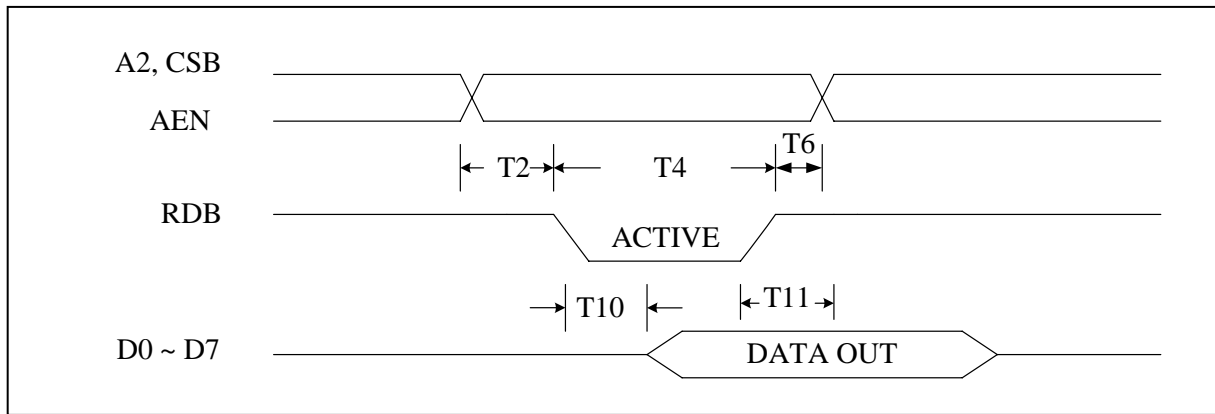 A2, CSB
AEN
T2
T4
T6
RDB
ACTIVE
T10
T11
D0 ~ D7
DATA OUT